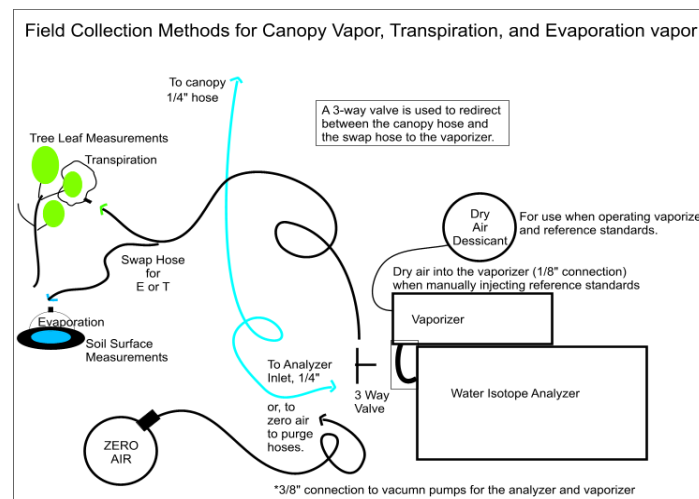 Field Collection Methods for Canopy Vapor, Transpiration, and Evaporation vapor
To canopy
1/4" hose
A 3-way valve is used to redirect
between the canopy hose and
the swap hose to the vaporizer.
Tree Leaf Measurements
Transpiration
Dry
Air
Dessicant
For use when operating vaporize
and reference standards.
Swap Hose
for
E or T
Dry air into the vaporizer (1/8" connection)
when manually injecting reference standards
Vaporizer
Evaporation
Soil Surface
Measurements
To Analyzer
Inlet, 1/4"
or, to
zero air
to purge
hoses.
3 Way
Valve
Water Isotope Analyzer
ZERO
AIR
*3/8" connection to vacumn pumps for the analyzer and vaporizer